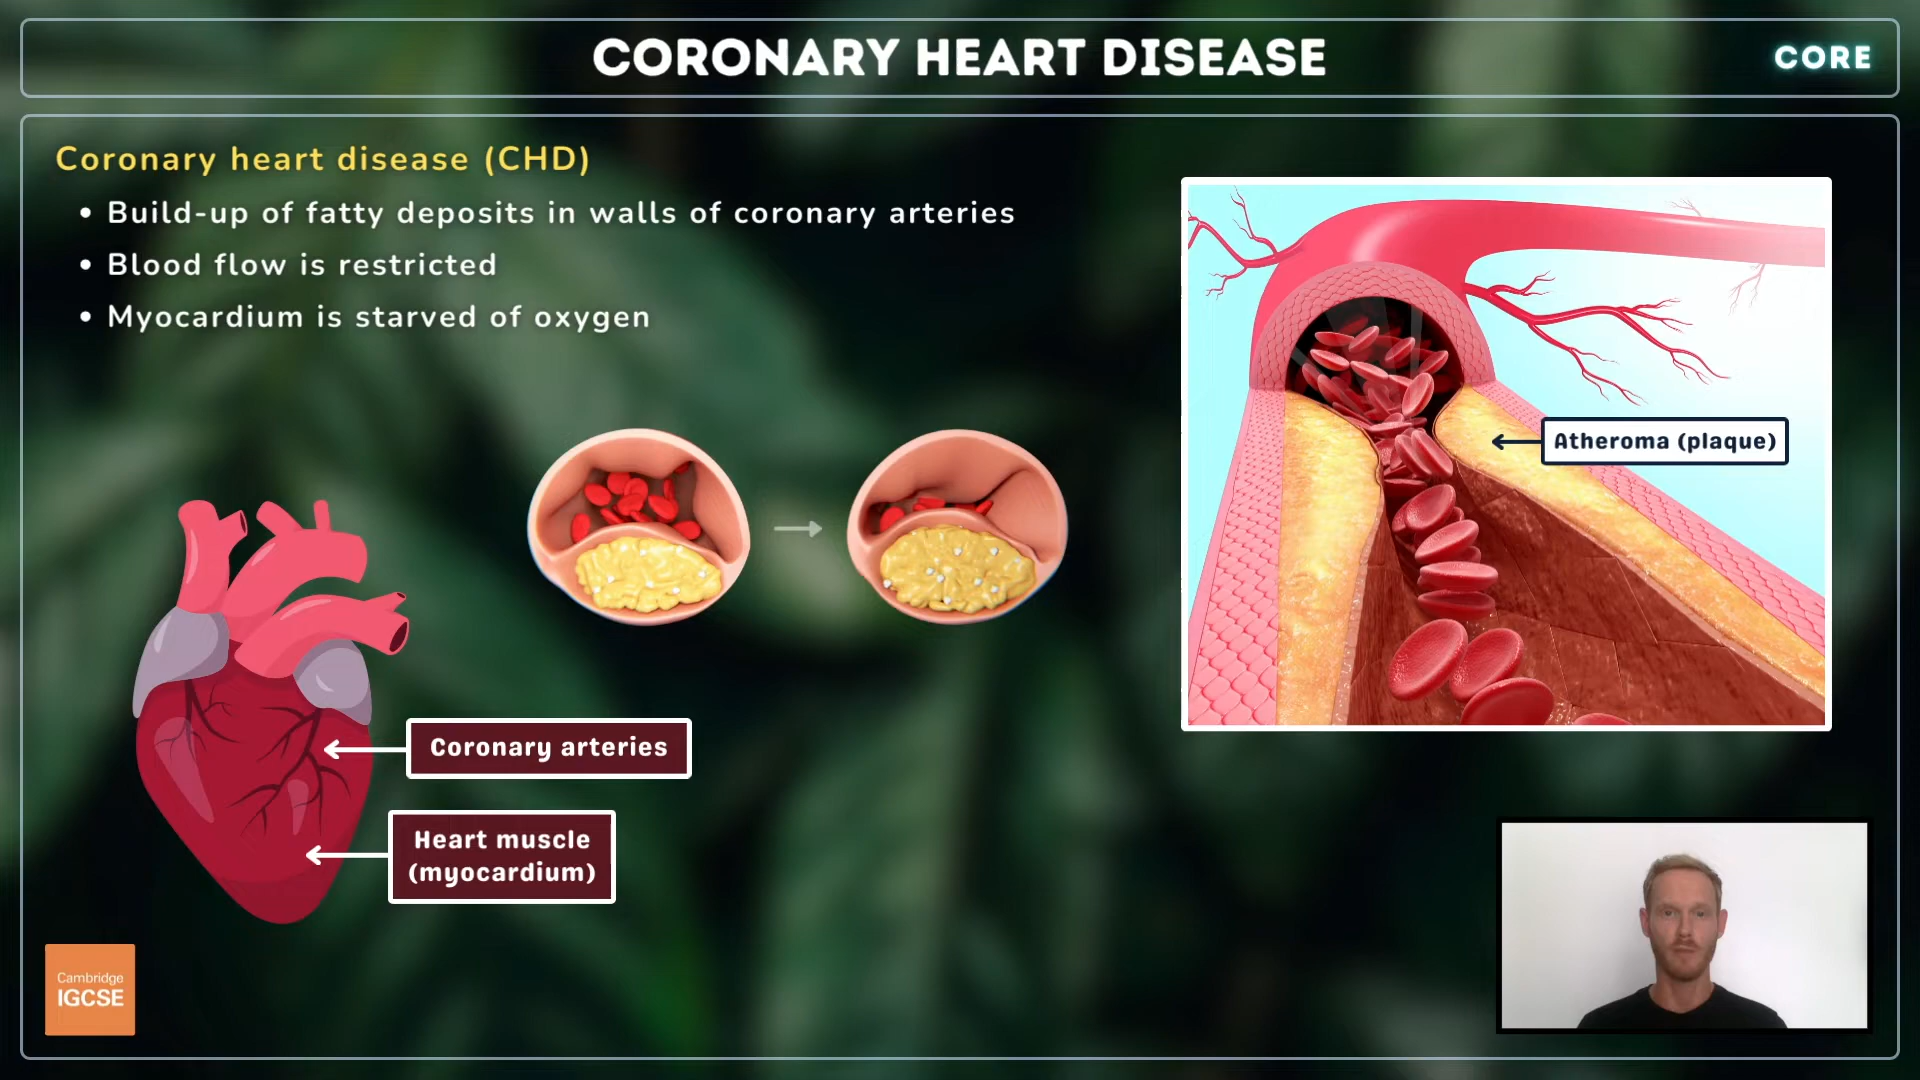 CORONARY HEART DISEASE
CORE
Coronary heart disease (CHD)
• Build-up of fatty deposits in walls of coronary arteries
• Blood flow is restricted
• Myocardium is starved of oxygen
Atheroma (plaque)
Coronary arteries
Heart muscle
(myocardium)
Cambridge
IGCSE